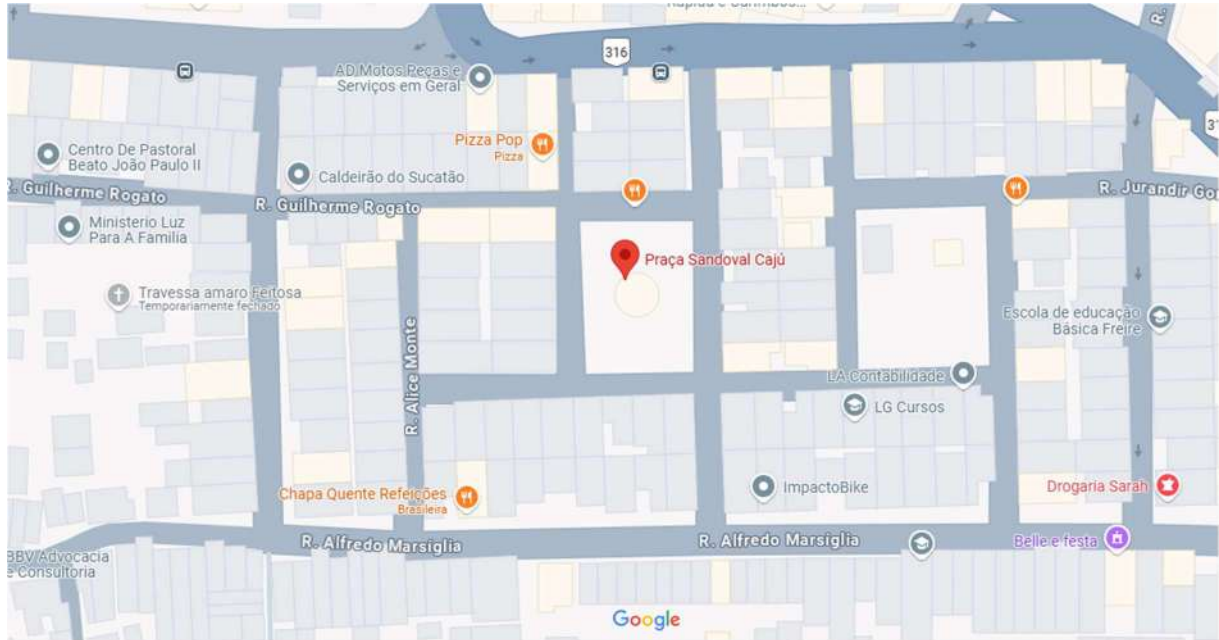 316
AD Motos Peças e
Serviços em Geral
Pizza Pop
Pizza
Centro De Pastoral
Beato João Paulo II
Caldeirão do Sucatão
R. Guilherme Rogato
R. Guilherme Rogato
R. Jurandir
Ministerio Luz
Para A Familia
Praça Sandoval Cajú
Travessa amaro Feitosa
Temporariamente fechado
Escola de educação
Básica Freire
R. Alice Monte
LA Contabilidade
LG Cursos
Chapa Quente Refeições
Brasileira
ImpactoBike
Drogaria Sarah
R. Alfredo Marsiglia
R. Alfredo Marsiglia
Belle e festa
BBV Advocacia
e Consultoria
Google